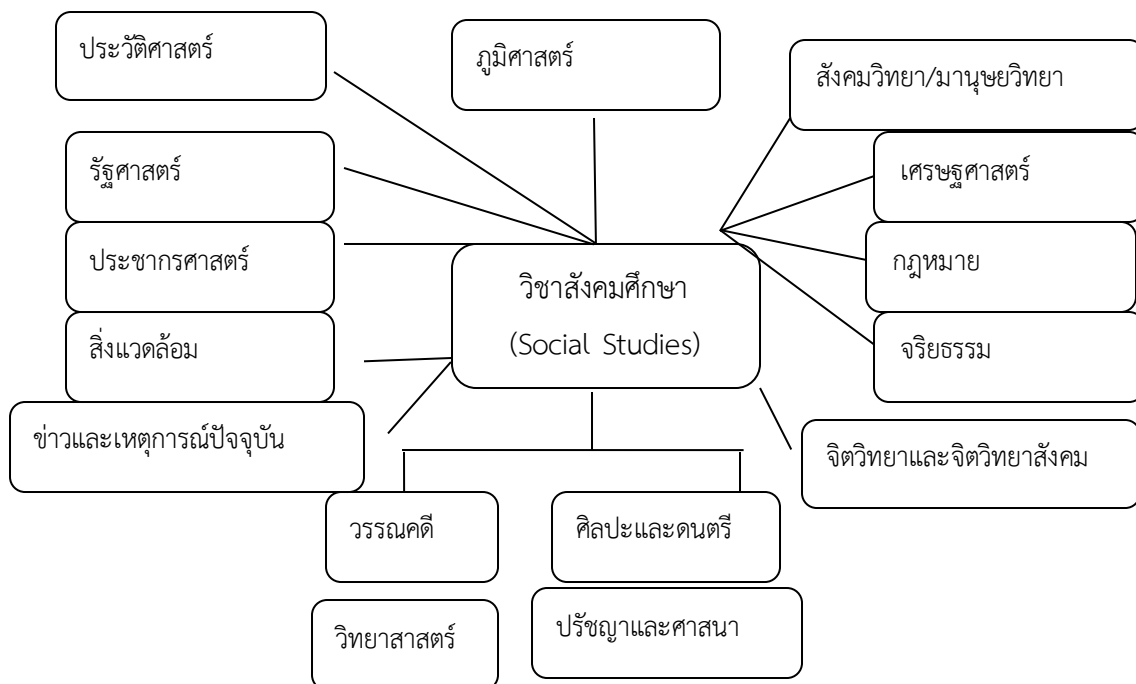 ประวัติศาสตร์
ภูมิศาสตร์
สังคมวิทยา/มานุษยวิทยา
รัฐศาสตร์
เศรษฐศาสตร์
ประชากรศาสตร์
กฎหมาย
วิชาสังคมศึกษา
(Social Studies)
สิ่งแวดล้อม
จริยธรรม
ข่าวและเหตุการณ์ปัจจุบัน
จิตวิทยาและจิตวิทยาสังคม
วรรณคดี
ศิลปะและดนตรี
วิทยาสาสตร์
ปรัชญาและศาสนา